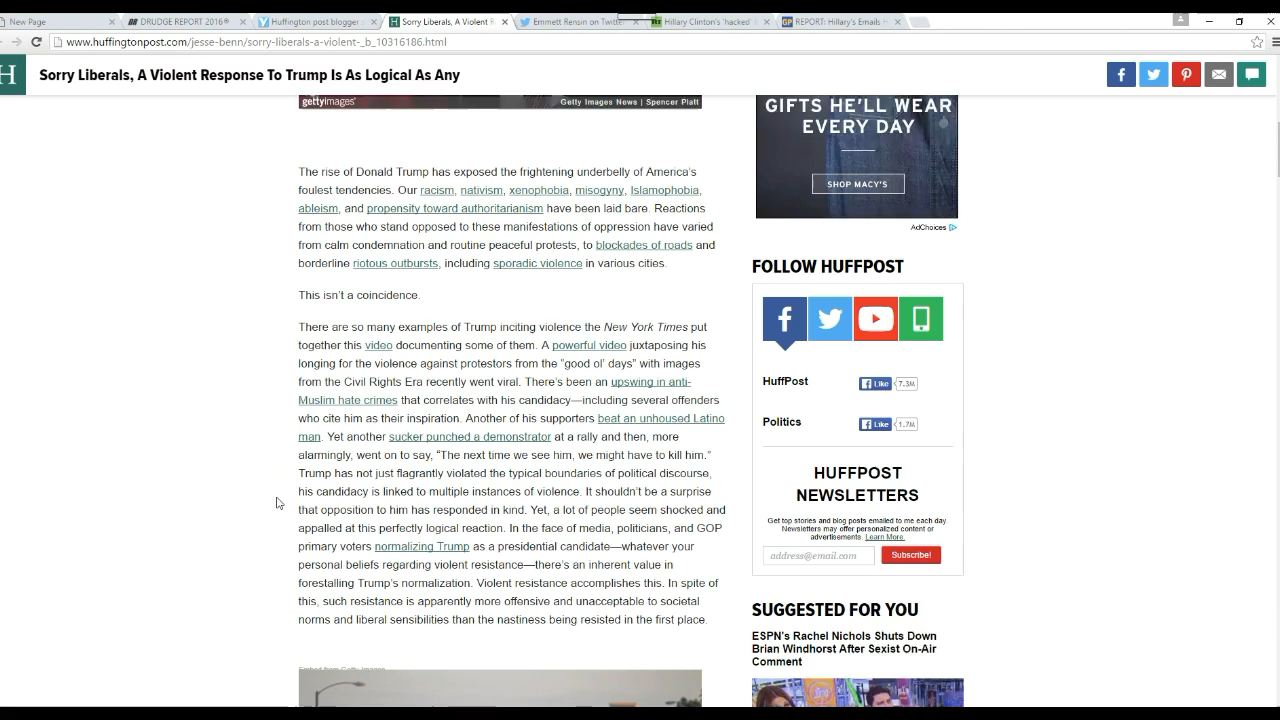 New Page
DRUDGE REPORT 2016®
Huffington post blogger
Sorry Liberals, A Violent R
Emmett Rensin on Twitte
Hillary Clinton's 'hacked'
REPORT: Hillary's Emails H
www.huffingtonpost.com/jesse-benn/sorry-liberals-a-violent-_b_10316186.html
H
Sorry Liberals, A Violent Response To Trump Is As Logical As Any
gettyimages®
Getty Images News | Spencer Platt
The rise of Donald Trump has exposed the frightening underbelly of America's
foulest tendencies. Our racism, nativism, xenophobia, misogyny, Islamophobia,
ableism, and propensity toward authoritarianism have been laid bare. Reactions
from those who stand opposed to these manifestations of oppression have varied
from calm condemnation and routine peaceful protests, to blockades of roads and
borderline riotous outbursts, including sporadic violence in various cities.
This isn't a coincidence.
There are so many examples of Trump inciting violence the New York Times put
together this video documenting some of them. A powerful video juxtaposing his
longing for the violence against protestors from the "good ol' days" with images
from the Civil Rights Era recently went viral. There's been an upswing in anti-
Muslim hate crimes that correlates with his candidacy—including several offenders
who cite him as their inspiration. Another of his supporters beat an unhoused Latino
man. Yet another sucker punched a demonstrator at a rally and then, more
alarmingly, went on to say, "The next time we see him, we might have to kill him."
Trump has not just flagrantly violated the typical boundaries of political discourse,
his candidacy is linked to multiple instances of violence. It shouldn't be a surprise
that opposition to him has responded in kind. Yet, a lot of people seem shocked and
appalled at this perfectly logical reaction. In the face of media, politicians, and GOP
primary voters normalizing Trump as a presidential candidate—whatever your
personal beliefs regarding violent resistance—there's an inherent value in
forestalling Trump's normalization. Violent resistance accomplishes this. In spite of
this, such resistance is apparently more offensive and unacceptable to societal
norms and liberal sensibilities than the nastiness being resisted in the first place.
Embed from Getty Images
GIFTS HE'LL WEAR
EVERY DAY
SHOP MACY'S
AdChoices
FOLLOW HUFFPOST
HuffPost
Like
7.3M
Politics
Like
1.7M
HUFFPOST
NEWSLETTERS
Get top stories and blog posts emailed to me each day.
Newsletters may offer personalized content or
advertisements. Learn More.
address@email.com
Subscribe!
SUGGESTED FOR YOU
ESPN's Rachel Nichols Shuts Down
Brian Windhorst After Sexist On-Air
Comment